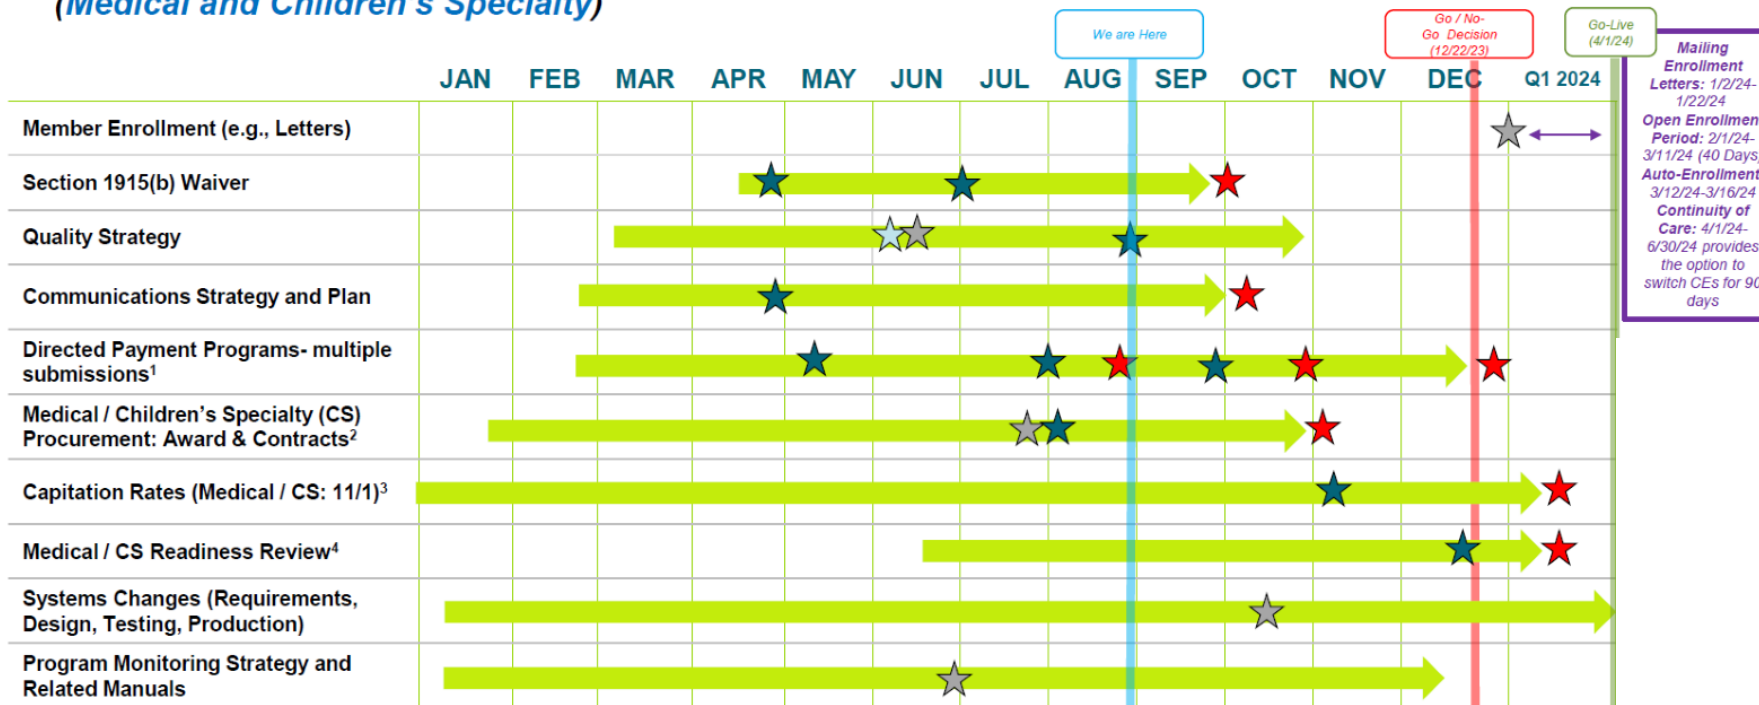 (Medical and Children's Specialty)
We are Here
Go / No-
Go Decision
(12/22/23)
Go-Live
(4/1/24)
JAN FEB MAR APR MAY JUN JUL AUG SEP OCT NOV DEC Q1 2024
Mailing
Enrollment
Letters: 1/2/24-
1/22/24
Open Enrollmen
Period: 2/1/24-
3/11/24 (40 Days)
Auto-Enrollment
3/12/24-3/16/24
Continuity of
Care: 4/1/24-
6/30/24 provides
the option to
switch CEs for 90
days
Member Enrollment (e.g., Letters)
Section 1915(b) Waiver
Quality Strategy
Communications Strategy and Plan
Directed Payment Programs- multiple
submissions¹
Medical / Children's Specialty (CS)
Procurement: Award & Contracts²
Capitation Rates (Medical / CS: 11/1)³
Medical / CS Readiness Review⁴
Systems Changes (Requirements,
Design, Testing, Production)
Program Monitoring Strategy and
Related Manuals